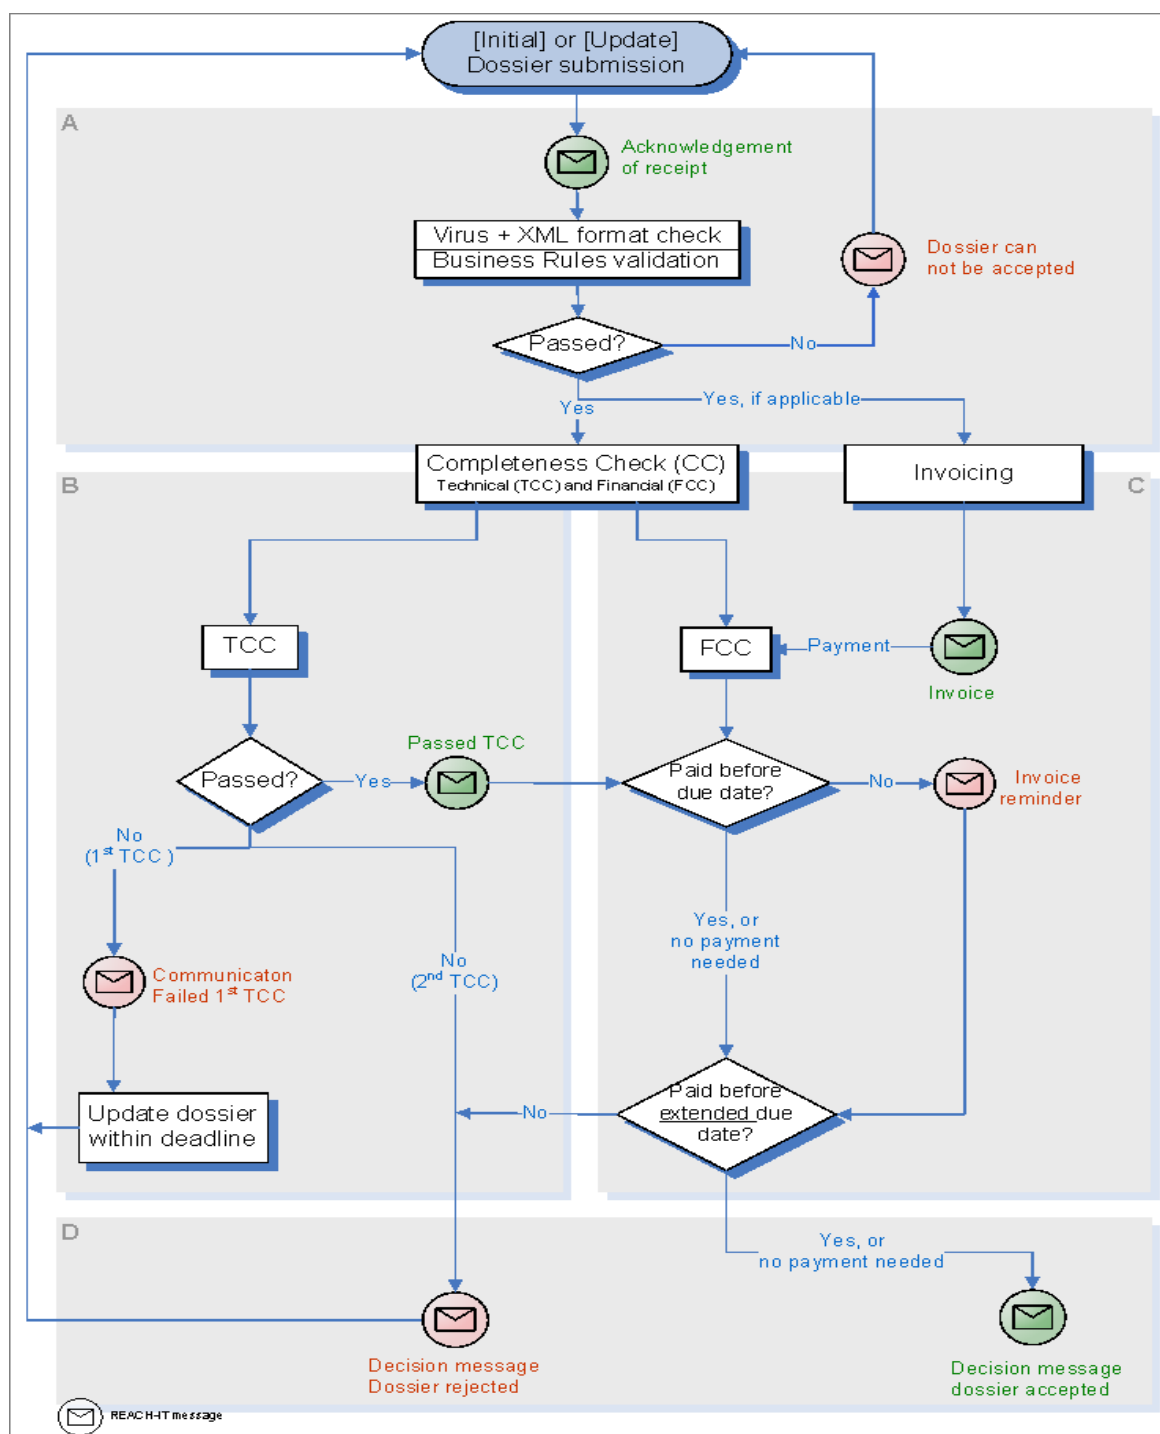 [Initial] or [Update]
Dossier submission
A
Acknowledgement
of receipt
Virus + XML format check
Business Rules validation
Dossier can
not be accepted
Passed?
No
Yes
Yes, if applicable
Completeness Check (CC)
Technical (TCC) and Financial (FCC)
Invoicing
B
C
TCC
FCC
Payment
Invoice
Passed TCC
Passed?
Yes
Paid before
due date?
No
Invoice
reminder
No
(1st TCC )
Yes, or
no payment
needed
No
(2nd TCC)
Communicaton
Failed 1st TCC
Update dossier
within deadline
No
Paid before
extended due
date?
D
Yes, or
no payment needed
Decision message
Dossier rejected
Decision message
dossier accepted
REACH-IT message